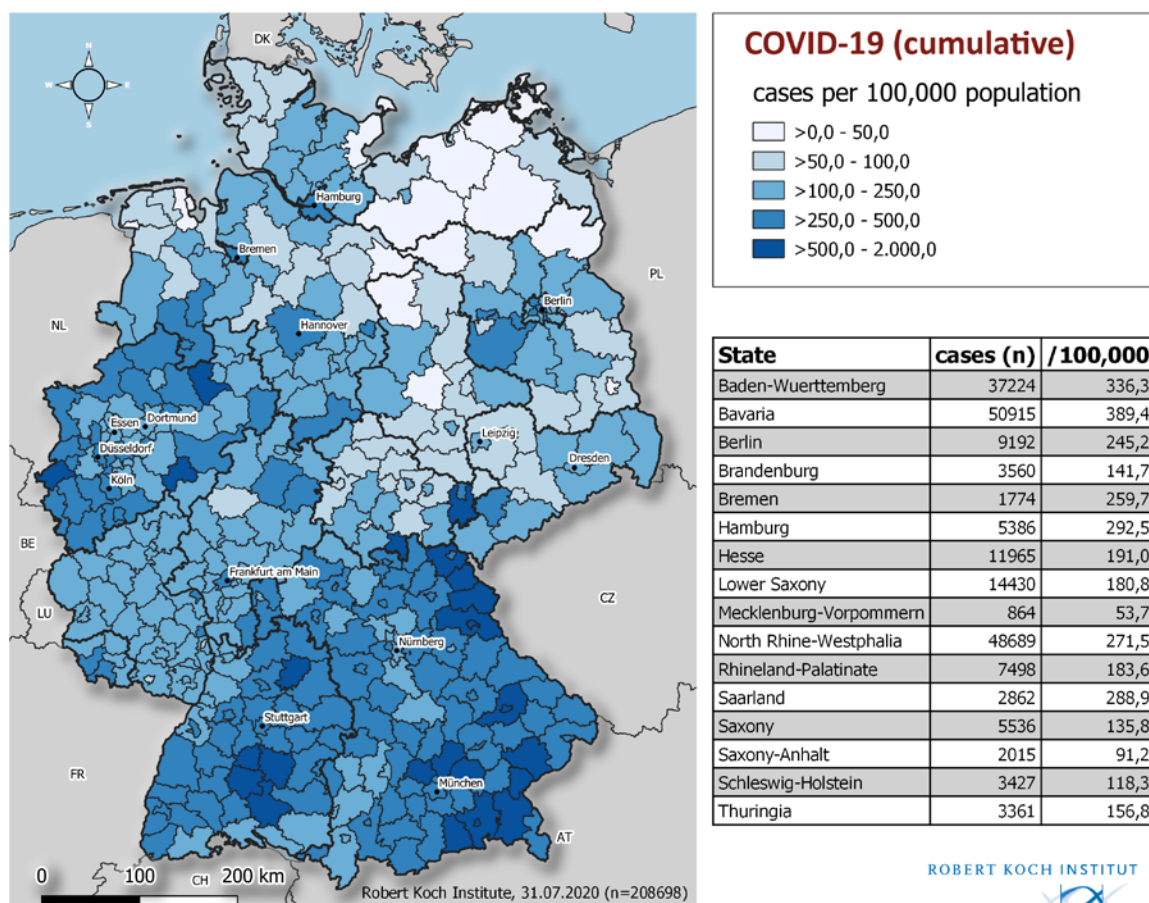 COVID-19 (cumulative)
cases per 100,000 population
>0,0 - 50,0
>50,0 - 100,0
>100,0 - 250,0
>250,0 - 500,0
>500,0 - 2.000,0
N
W E
S
DK
Hamburg
Bremen
PL
Berlin
NL
Hannover
Essen
Dortmund
Leipzig
Düsseldorf
Dresden
Köln
BE
Frankfurt am Main
CZ
LU
Nürnberg
Stuttgart
FR
München
AT
0 100 200 km
CH
Robert Koch Institute, 31.07.2020 (n=208698)
State cases (n) /100,000
Baden-Wuerttemberg 37224 336,3
Bavaria 50915 389,4
Berlin 9192 245,2
Brandenburg 3560 141,7
Bremen 1774 259,7
Hamburg 5386 292,5
Hesse 11965 191,0
Lower Saxony 14430 180,8
Mecklenburg-Vorpommern 864 53,7
North Rhine-Westphalia 48689 271,5
Rhineland-Palatinate 7498 183,6
Saarland 2862 288,9
Saxony 5536 135,8
Saxony-Anhalt 2015 91,2
Schleswig-Holstein 3427 118,3
Thuringia 3361 156,8
ROBERT KOCH INSTITUT